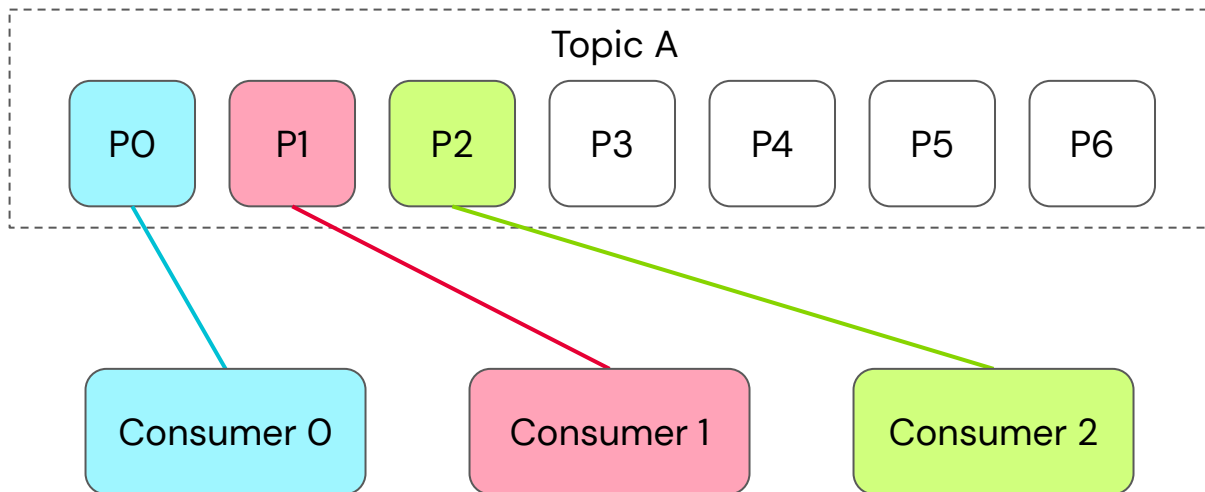 Topic A
P0
P1
P2
P3
P4
P5
P6
Consumer 0
Consumer 1
Consumer 2